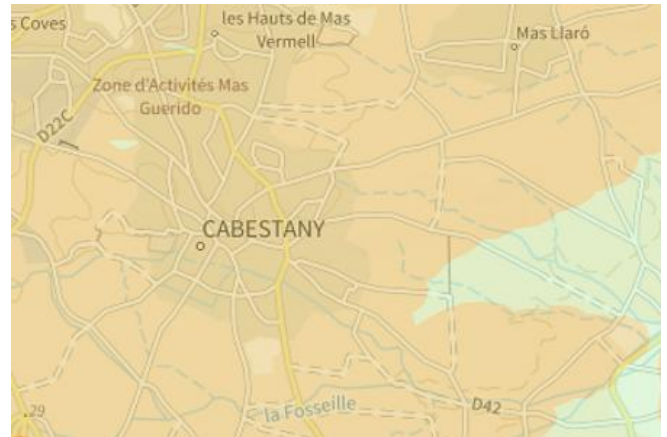 s Coves
les Hauts de Mas
Vermell
Mas Llaró
Zone d'Activités Mas
Guerido
D22C
CABESTANY
.29
la Fosseille
D42